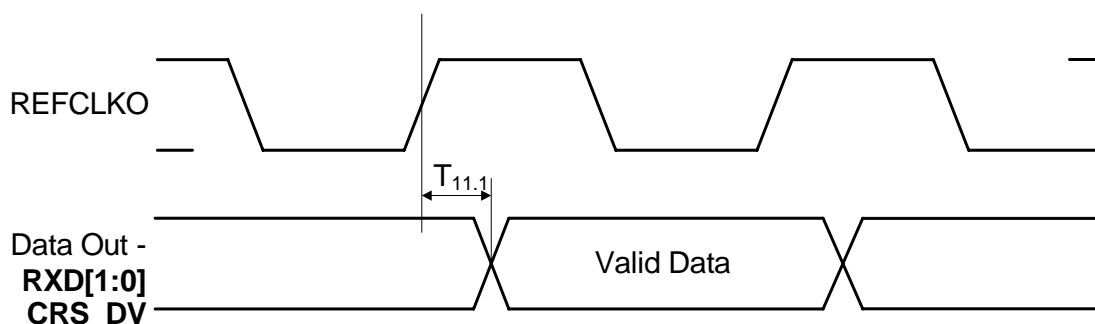 REFCLKO
T11.1
Data Out -
RXD[1:0]
CRS_DV
Valid Data